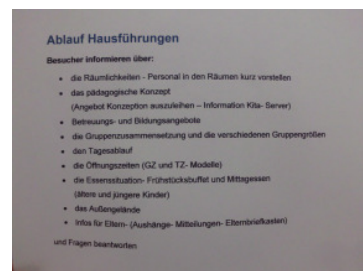 Ablauf Hausführungen
Besucher informieren über:
• die Räumlichkeiten - Personal in den Räumen kurz vorstellen
• das pädagogische Konzept
(Angebot Konzeption auszuleihen – Information Kita- Server)
• Betreuungs- und Bildungsangebote
• die Gruppenzusammensetzung und die verschiedenen Gruppengrößen
• den Tagesablauf
• die Öffnungszeiten (GZ und TZ- Modelle)
• die Essenssituation- Frühstücksbuffet und Mittagessen
(ältere und jüngere Kinder)
• das Außengelände
• Infos für Eltern- (Aushänge- Mitteilungen- Elternbriefkasten)
und Fragen beantworten